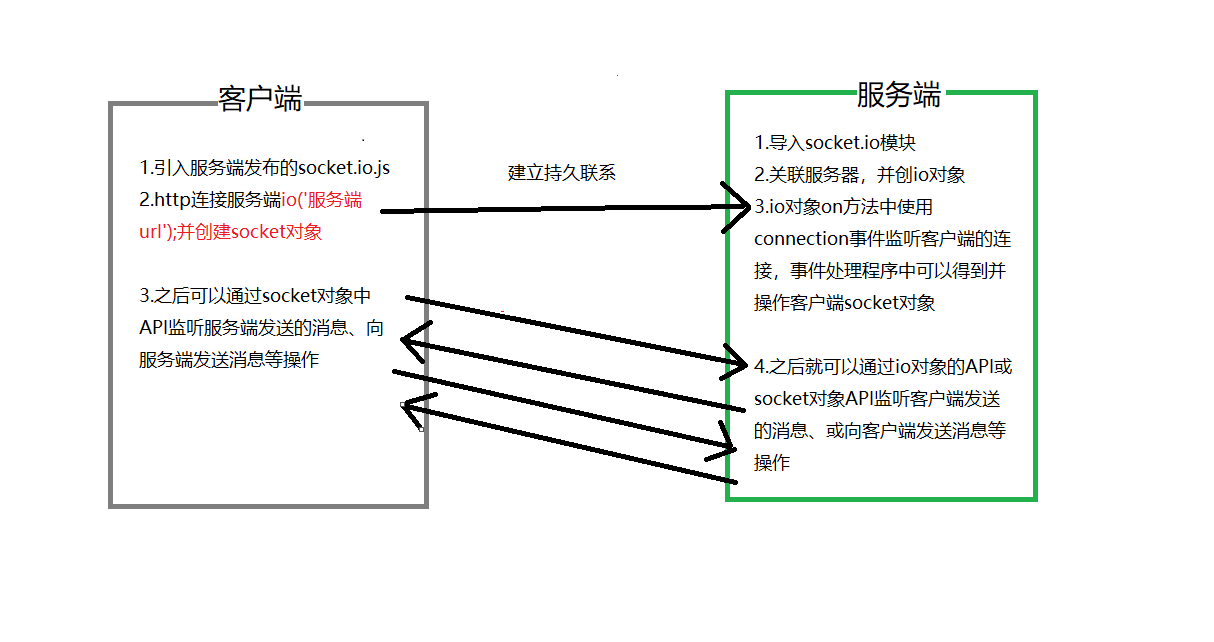 客户端
1.引入服务端发布的socket.io.js
2.http连接服务端io('服务端
url');并创建socket对象
3.之后可以通过socket对象中
API监听服务端发送的消息、向
服务端发送消息等操作
建立持久联系
服务端
1.导入socket.io模块
2.关联服务器，并创io对象
3.io对象on方法中使用
connection事件监听客户端的连
接，事件处理程序中可以得到并
操作客户端socket对象
4.之后就可以通过io对象的API或
socket对象API监听客户端发送
的消息、或向客户端发送消息等
操作